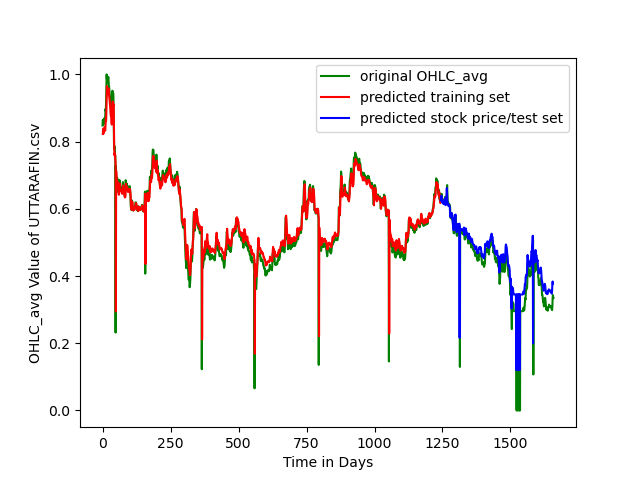 original OHLC_avg
predicted training set
predicted stock price/test set
OHLC_avg Value of UTTARAFIN.csv
1.0
0.8
0.6
0.4
0.2
0.0
0 250 500 750 1000 1250 1500
Time in Days